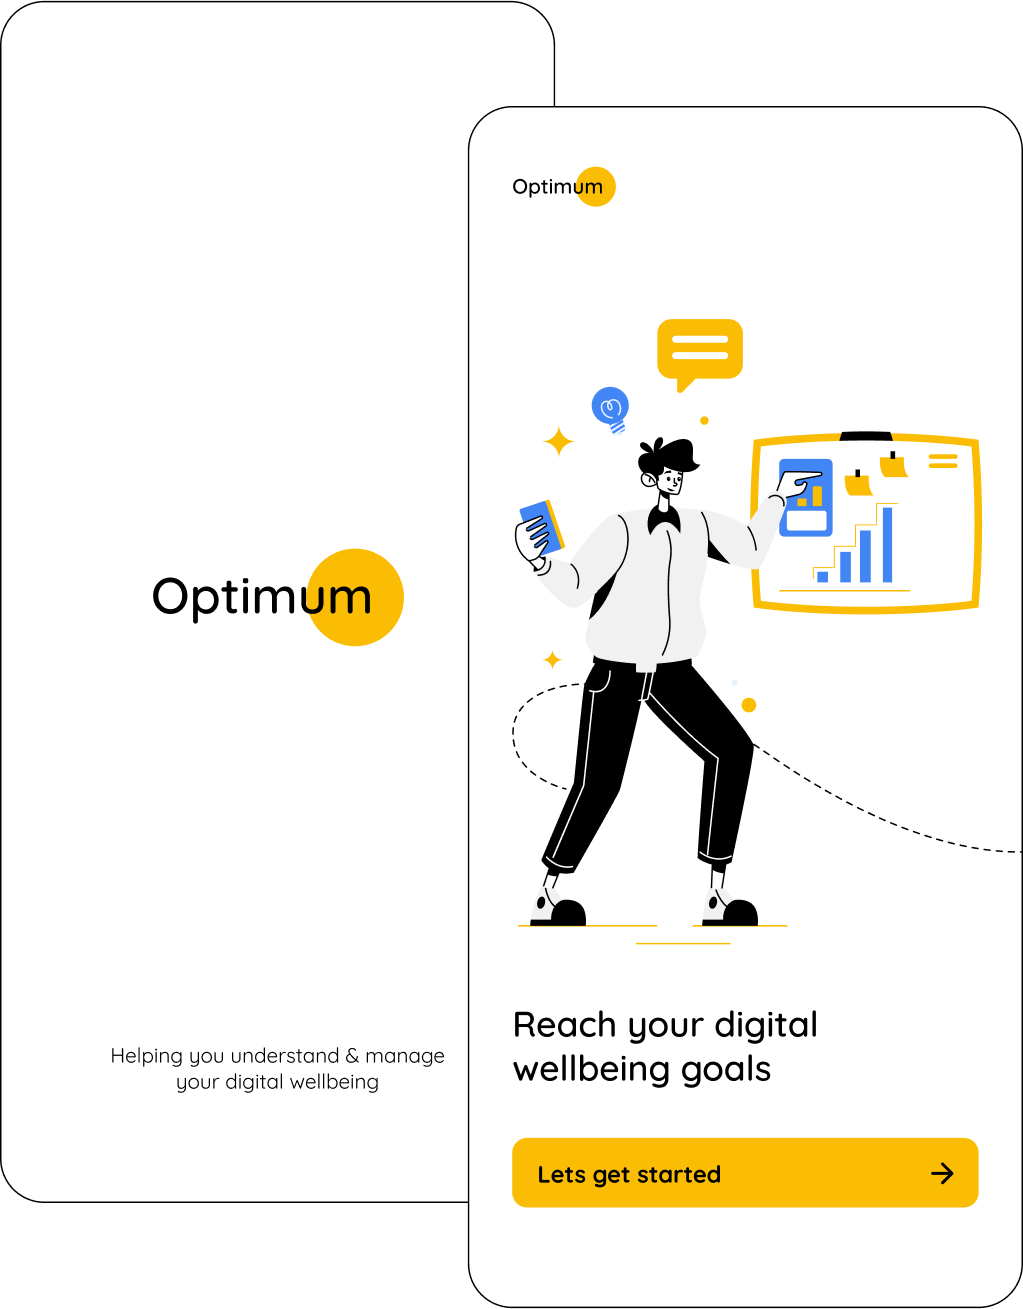 Optimum
Helping you understand & manage
your digital wellbeing
Optimum
Reach your digital
wellbeing goals
Lets get started